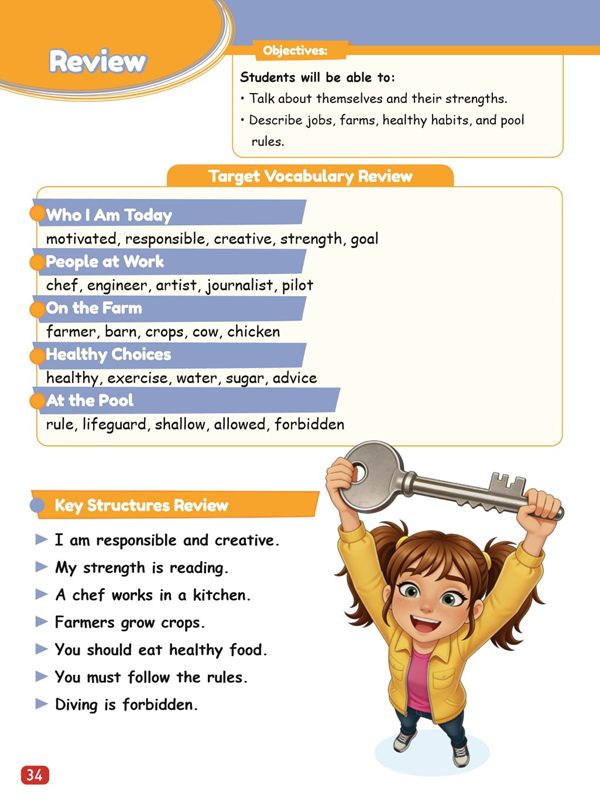 Review
Objectives:
Students will be able to:
• Talk about themselves and their strengths.
• Describe jobs, farms, healthy habits, and pool
rules.
Target Vocabulary Review
Who I Am Today
motivated, responsible, creative, strength, goal
People at Work
chef, engineer, artist, journalist, pilot
On the Farm
farmer, barn, crops, cow, chicken
Healthy Choices
healthy, exercise, water, sugar, advice
At the Pool
rule, lifeguard, shallow, allowed, forbidden
Key Structures Review
I am responsible and creative.
My strength is reading.
A chef works in a kitchen.
Farmers grow crops.
You should eat healthy food.
You must follow the rules.
Diving is forbidden.
34